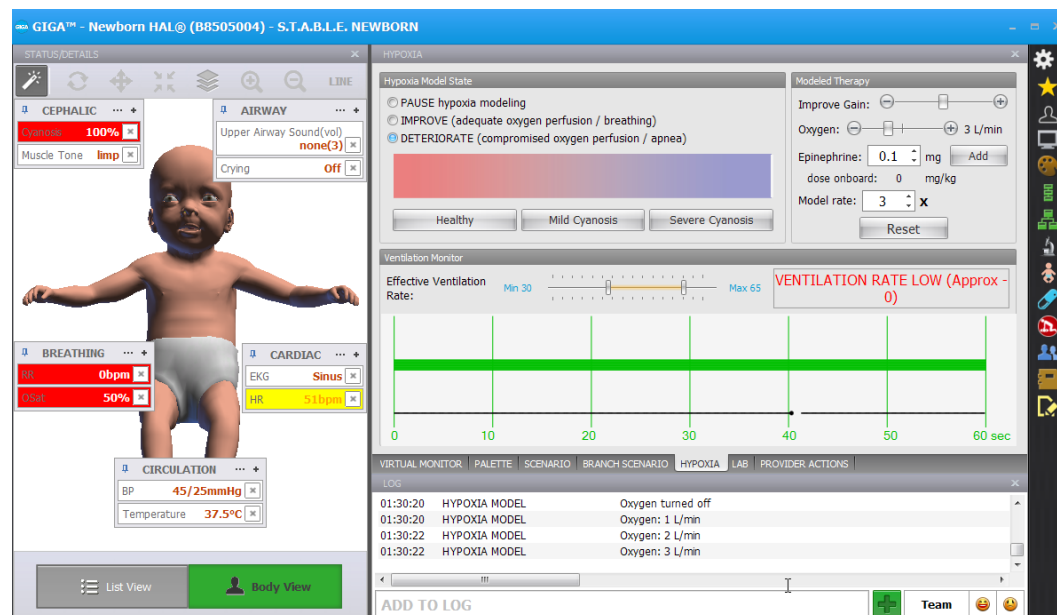 GIGA GIGA™ - Newborn HAL® (B8505004) - S.T.A.B.L.E. NEWBORN
STATUS/DETAILS
LINE
CEPHALIC
Cyanosis 100%
Muscle Tone limp
AIRWAY
Upper Airway Sound(vol)
none(3)
Crying Off
BREATHING
RR 0bpm
OSat 50%
CARDIAC
EKG Sinus
HR 51bpm
CIRCULATION
BP 45/25mmHg
Temperature 37.5°C
List View
Body View
HYPOXIA
Hypoxia Model State
PAUSE hypoxia modeling
IMPROVE (adequate oxygen perfusion / breathing)
DETERIORATE (compromised oxygen perfusion / apnea)
Healthy Mild Cyanosis Severe Cyanosis
Modeled Therapy
Improve Gain:
Oxygen: 3 L/min
Epinephrine: 0.1 mg Add
dose onboard: 0 mg/kg
Model rate: 3 x
Reset
Ventilation Monitor
Effective Ventilation
Rate:
Min 30 Max 65
VENTILATION RATE LOW (Approx -
0)
0 10 20 30 40 50 60 sec
VIRTUAL MONITOR PALETTE SCENARIO BRANCH SCENARIO HYPOXIA LAB PROVIDER ACTIONS
LOG
01:30:20 HYPOXIA MODEL Oxygen turned off
01:30:20 HYPOXIA MODEL Oxygen: 1 L/min
01:30:22 HYPOXIA MODEL Oxygen: 2 L/min
01:30:22 HYPOXIA MODEL Oxygen: 3 L/min
ADD TO LOG
Team